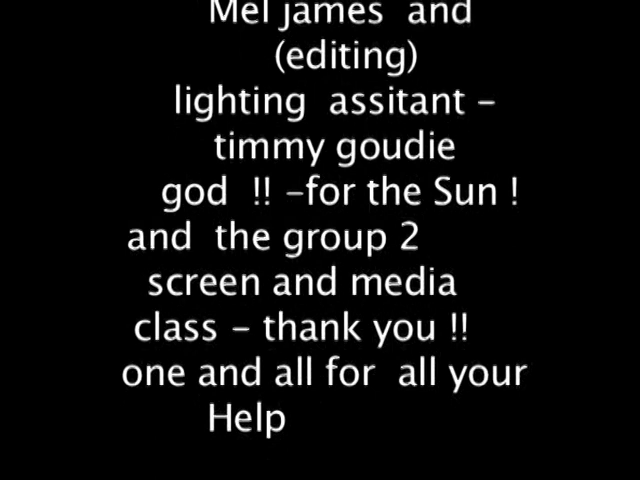 Mel james and
(editing)
lighting assitant -
timmy goudie
god !! -for the Sun !
and the group 2
screen and media
class - thank you !!
one and all for all your
Help